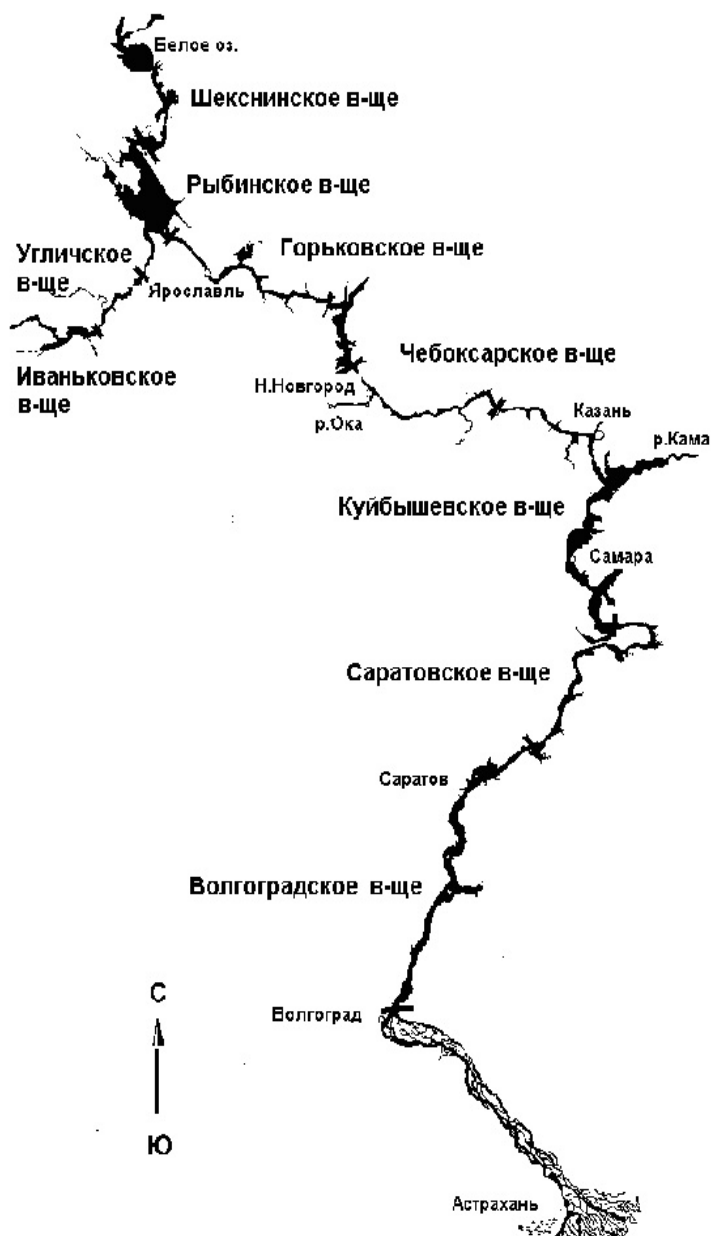 Белое оз.
Шекснинское в-ще
Рыбинское в-ще
Горьковское в-ще
Угличское
в-ще
Ярославль
Иваньковское
в-ще
Чебоксарское в-ще
Н.Новгород
р.Ока
Казань
р.Кама
Куйбышевское в-ще
Самара
Саратовское в-ще
Саратов
Волгоградское в-ще
С
Волгоград
Ю
Астрахань